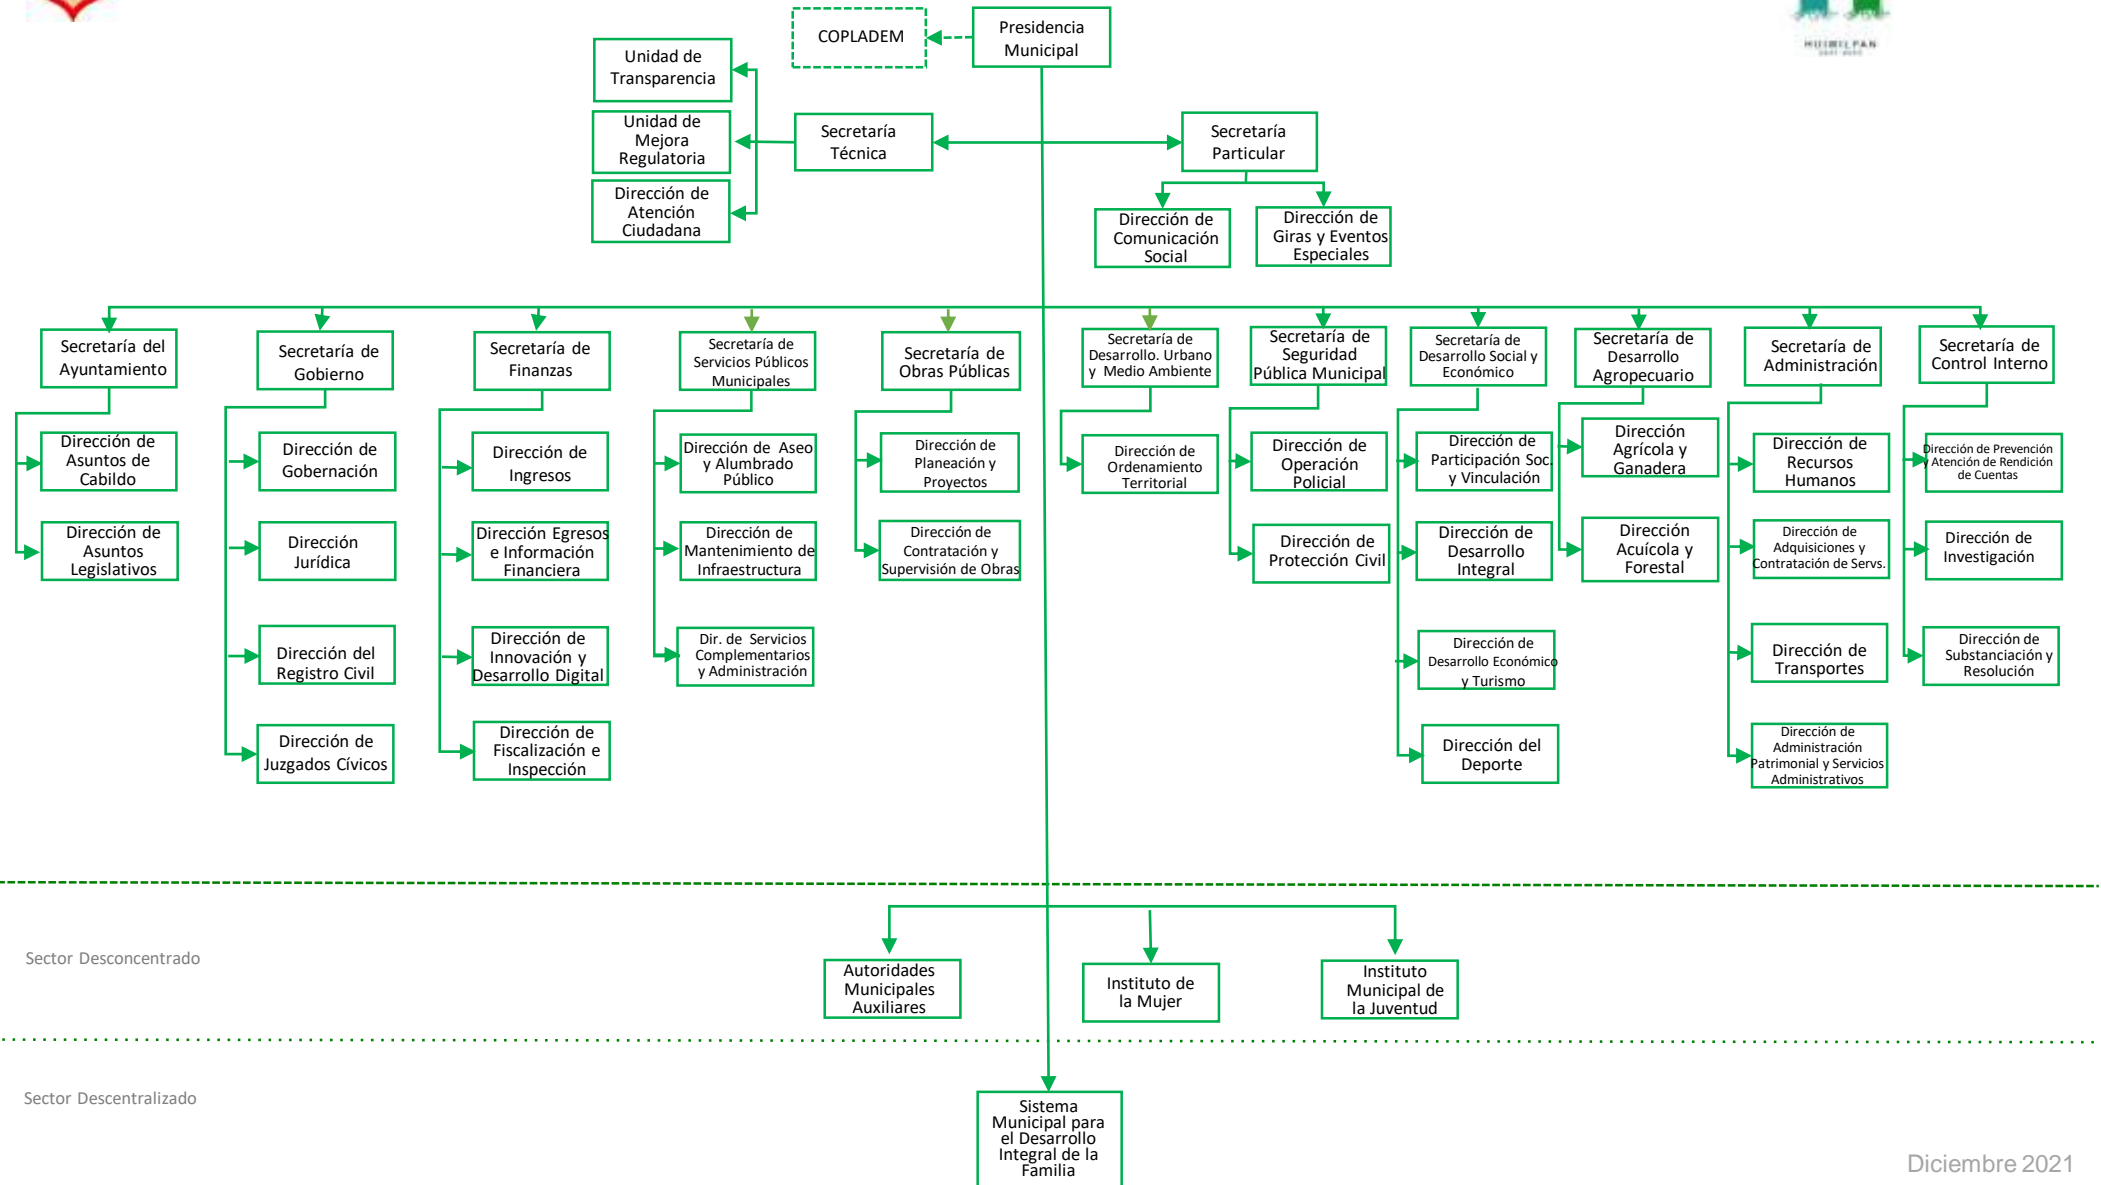 COPLADEM
Presidencia
Municipal
Unidad de
Transparencia
Unidad de
Mejora
Regulatoria
Dirección de
Atención
Ciudadana
Secretaría
Técnica
Secretaría
Particular
Dirección de
Comunicación
Social
Dirección de
Giras y Eventos
Especiales
HUIMILPAN
Secretaría del
Ayuntamiento
Dirección de
Asuntos de
Cabildo
Dirección de
Asuntos
Legislativos
Secretaría de
Gobierno
Dirección de
Gobernación
Dirección
Jurídica
Dirección del
Registro Civil
Dirección de
Juzgados Cívicos
Secretaría de
Finanzas
Dirección de
Ingresos
Dirección Egresos
e Información
Financiera
Dirección de
Innovación y
Desarrollo Digital
Dirección de
Fiscalización e
Inspección
Secretaría de
Servicios Públicos
Municipales
Dirección de Aseo
y Alumbrado
Público
Dirección de
Mantenimiento de
Infraestructura
Dir. de Servicios
Complementarios
y Administración
Secretaría de
Obras Públicas
Dirección de
Planeación y
Proyectos
Dirección de
Contratación y
Supervisión de Obras
Secretaría de
Desarrollo. Urbano
y Medio Ambiente
Dirección de
Ordenamiento
Territorial
Secretaría de
Seguridad
Pública Municipal
Dirección de
Operación
Policial
Dirección de
Protección Civil
Secretaría de
Desarrollo Social y
Económico
Dirección de
Participación Soc.
y Vinculación
Dirección de
Desarrollo
Integral
Dirección de
Desarrollo Económico
y Turismo
Dirección del
Deporte
Secretaría de
Desarrollo
Agropecuario
Dirección
Agrícola y
Ganadera
Dirección
Acuícola y
Forestal
Secretaría de
Administración
Dirección de
Recursos
Humanos
Dirección de
Adquisiciones y
Contratación de Servs.
Dirección de
Transportes
Dirección de
Administración
Patrimonial y Servicios
Administrativos
Secretaría de
Control Interno
Dirección de Prevención
y Atención de Rendición
de Cuentas
Dirección de
Investigación
Dirección de
Substanciación y
Resolución
Sector Desconcentrado
Autoridades
Municipales
Auxiliares
Instituto de
la Mujer
Instituto
Municipal de
la Juventud
Sector Descentralizado
Sistema
Municipal para
el Desarrollo
Integral de la
Familia
Diciembre 2021